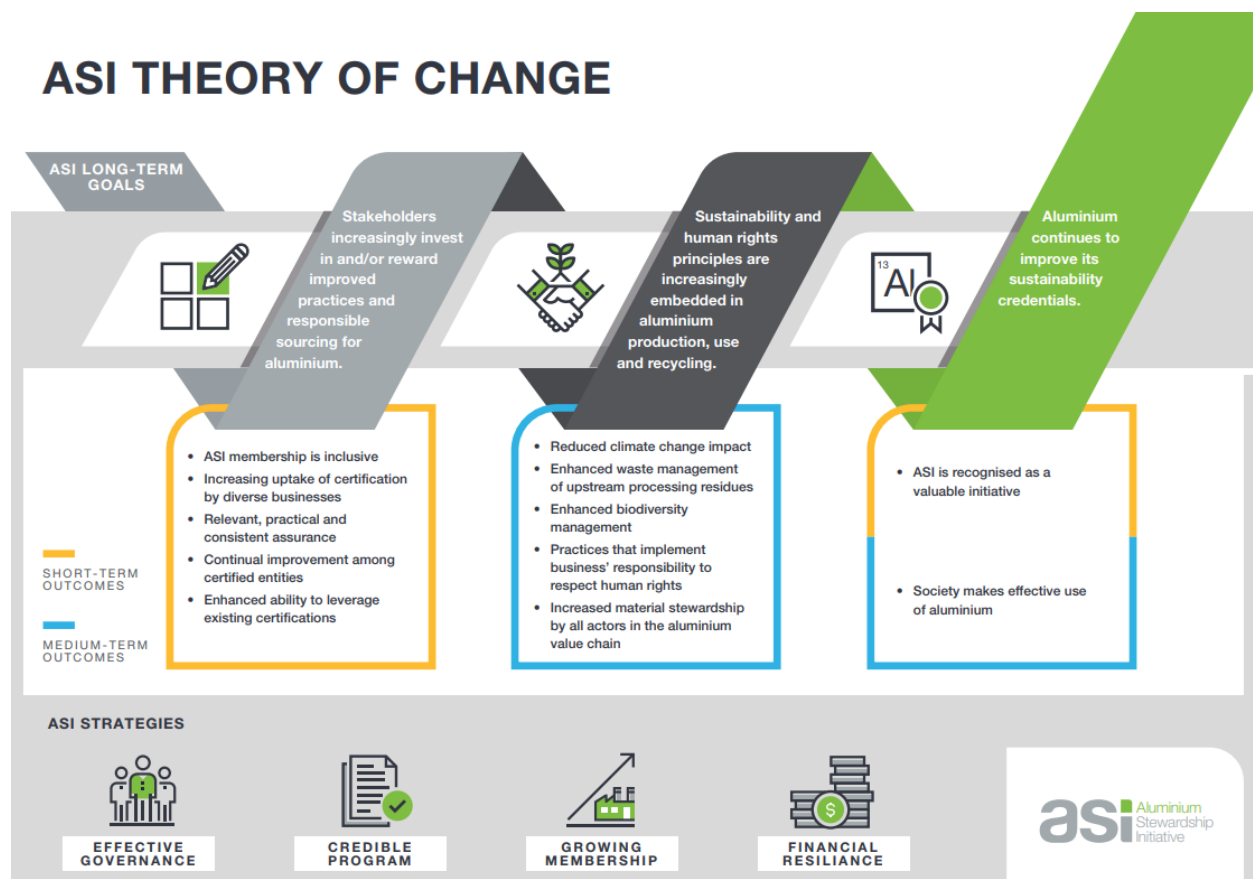 ASI THEORY OF CHANGE
ASI LONG-TERM
GOALS
Stakeholders
increasingly invest
in and/or reward
improved
practices and
responsible
sourcing for
aluminium.
Sustainability and
human rights
principles are
increasingly
embedded in
aluminium
production, use
and recycling.
13
Al
Aluminium
continues to
improve its
sustainability
credentials.
SHORT-TERM
OUTCOMES
MEDIUM-TERM
OUTCOMES
• ASI membership is inclusive
• Increasing uptake of certification
by diverse businesses
• Relevant, practical and
consistent assurance
• Continual improvement among
certified entities
• Enhanced ability to leverage
existing certifications
• Reduced climate change impact
• Enhanced waste management
of upstream processing residues
• Enhanced biodiversity
management
• Practices that implement
business' responsibility to
respect human rights
• Increased material stewardship
by all actors in the aluminium
value chain
• ASI is recognised as a
valuable initiative
• Society makes effective use
of aluminium
ASI STRATEGIES
EFFECTIVE
GOVERNANCE
CREDIBLE
PROGRAM
GROWING
MEMBERSHIP
$
FINANCIAL
RESILIANCE
asi
Aluminium
Stewardship
Initiative